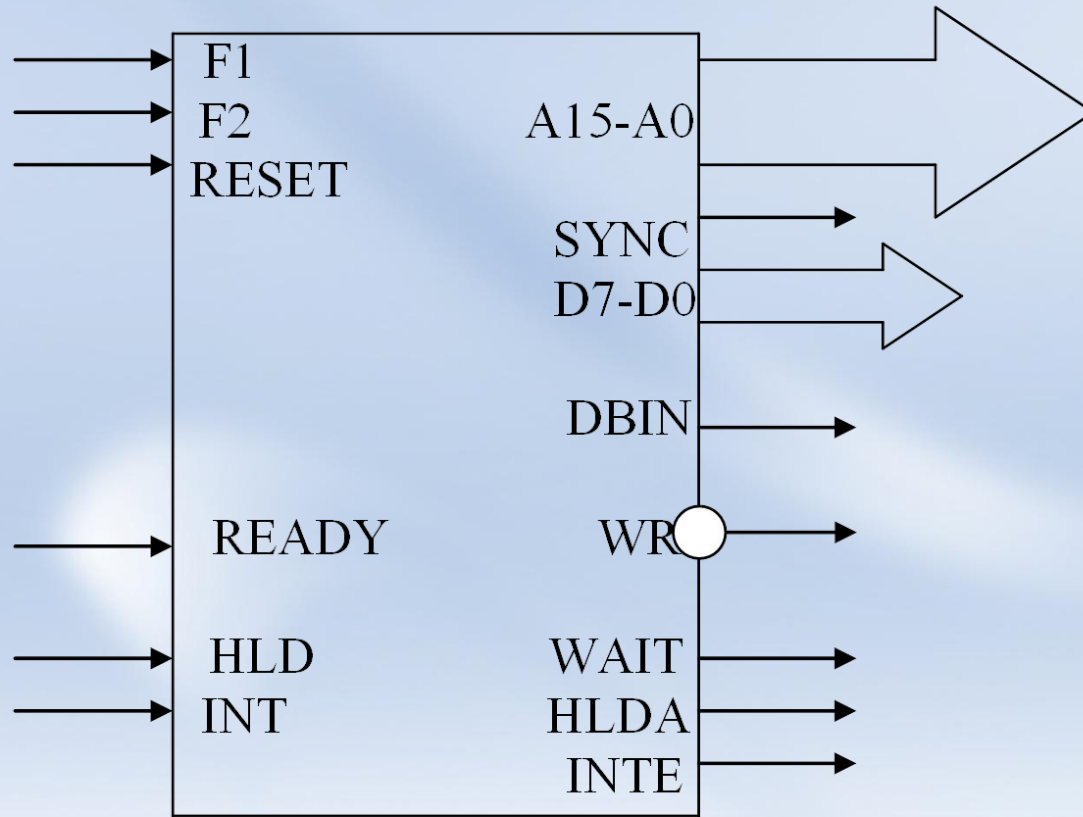 F1
F2
RESET
READY
HLD
INT
A15-A0
SYNC
D7-D0
DBIN
WR
WAIT
HLDA
INTE